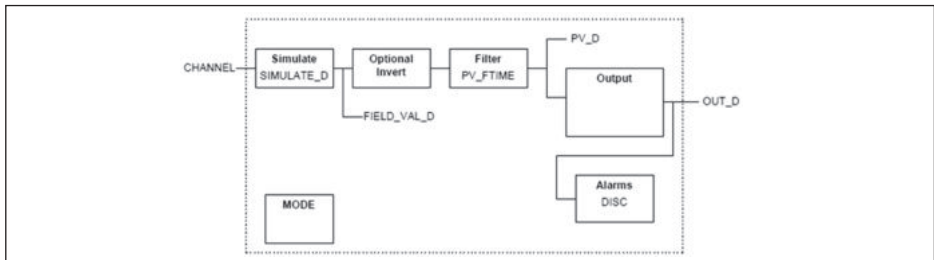 CHANNEL
Simulate
SIMULATE_D
Optional
Invert
Filter
PV_FTIME
PV_D
Output
OUT_D
FIELD_VAL_D
Alarms
DISC
MODE